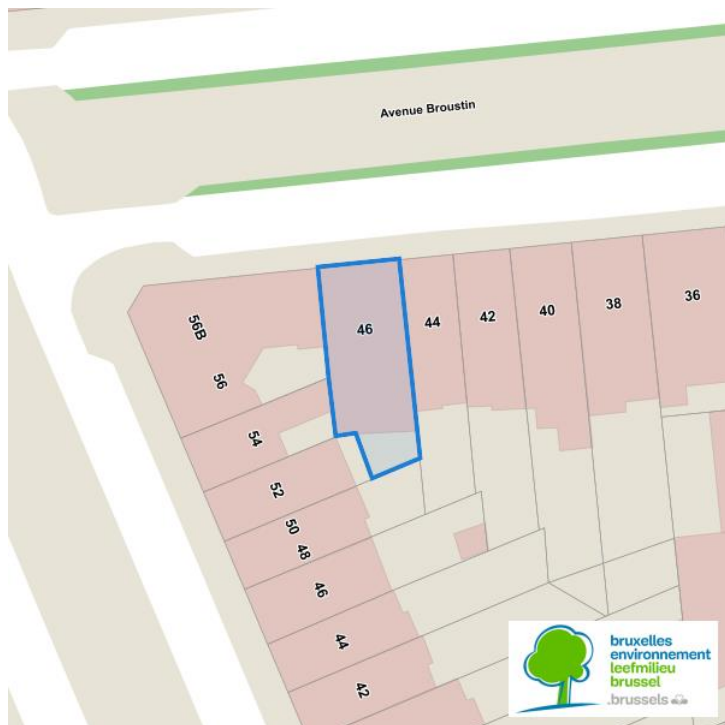 Avenue Broustin
46
44
42
40
38
36
56B
56
54
52
50
48
46
44
42
bruxelles
environnement
leefmilieu
brussel
.brussels